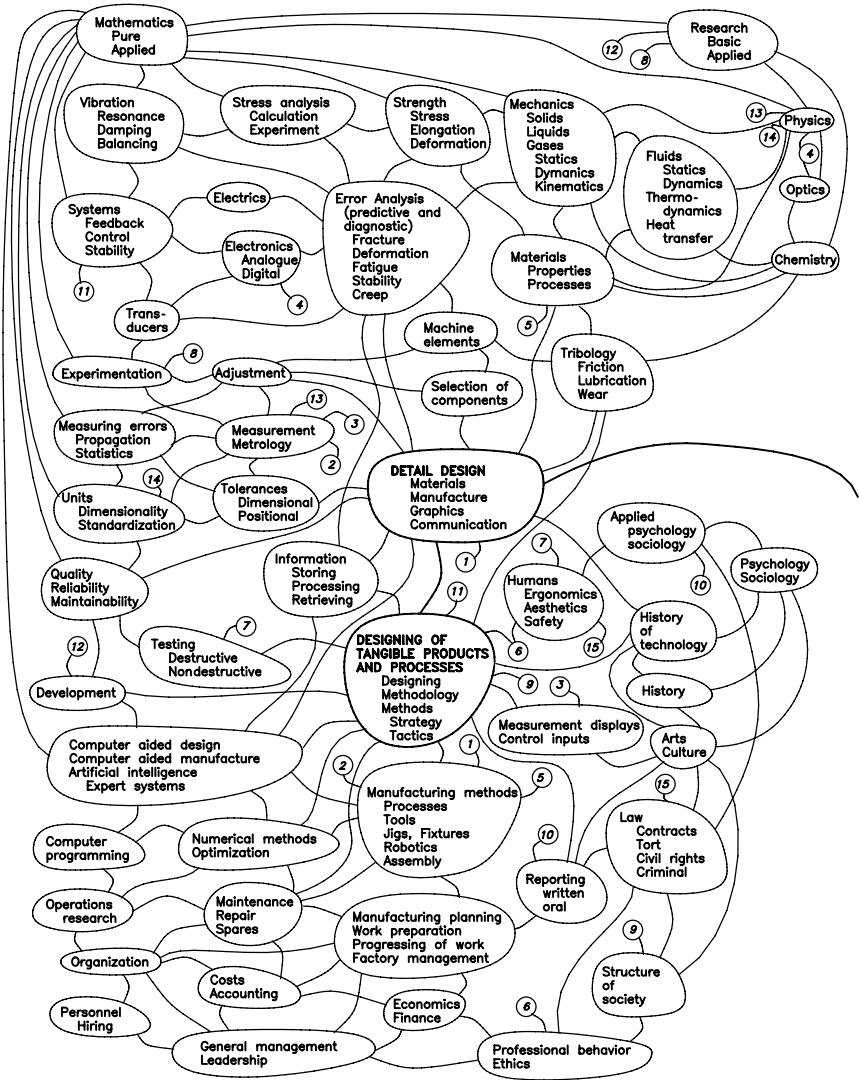 Mathematics
Pure
Applied
Research
Basic
Applied
12
8
Vibration
Resonance
Damping
Balancing
Stress analysis
Calculation
Experiment
Strength
Stress
Elongation
Deformation
Mechanics
Solids
Liquids
Gases
Statics
Dymanics
Kinematics
13
Physics
14
4
Fluids
Statics
Dynamics
Thermo-
dynamics
Heat
transfer
Optics
Chemistry
Systems
Feedback
Control
Stability
11
Electrics
Electronics
Analogue
Digital
4
Error Analysis
(predictive and
diagnostic)
Fracture
Deformation
Fatigue
Stability
Creep
Materials
Properties
Processes
5
Trans-
ducers
Machine
elements
Tribology
Friction
Lubrication
Wear
8
Experimentation
Adjustment
Selection of
components
13
3
2
Measuring errors
Propagation
Statistics
Measurement
Metrology
14
Units
Dimensionality
Standardization
Tolerances
Dimensional
Positional
DETAIL DESIGN
Materials
Manufacture
Graphics
Communication
1
11
Applied
psychology
sociology
10
Psychology
Sociology
7
Humans
Ergonomics
Aesthetics
Safety
6
15
Quality
Reliability
Maintainability
Information
Storing
Processing
Retrieving
History
of
technology
7
Testing
Destructive
Nondestructive
12
Development
DESIGNING OF
TANGIBLE PRODUCTS
AND PROCESSES
Designing
Methodology
Methods
Strategy
Tactics
9
3
History
Measurement displays
Control inputs
Arts
Culture
Computer aided design
Computer aided manufacture
Artificial intelligence
Expert systems
2
1
5
Manufacturing methods
Processes
Tools
Jigs, Fixtures
Robotics
Assembly
15
Law
Contracts
Tort
Civil rights
Criminal
10
Computer
programming
Numerical methods
Optimization
Reporting
written
oral
Operations
research
Maintenance
Repair
Spares
Manufacturing planning
Work preparation
Progressing of work
Factory management
9
Organization
Costs
Accounting
Structure
of
society
Personnel
Hiring
Economics
Finance
6
General management
Leadership
Professional behavior
Ethics